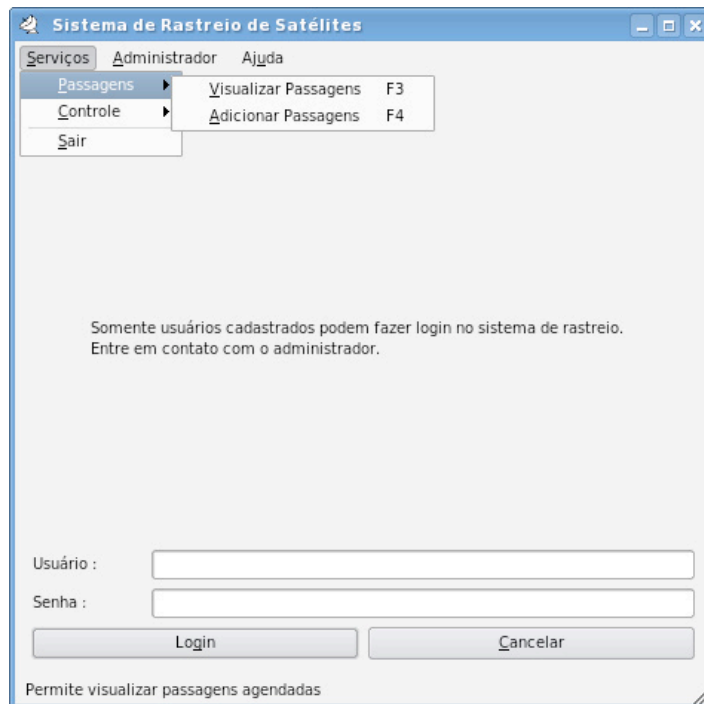 Sistema de Rastreio de Satélites
Serviços Administrador Ajuda
Passagens
Visualizar Passagens F3
Controle
Adicionar Passagens F4
Sair
Somente usuários cadastrados podem fazer login no sistema de rastreio.
Entre em contato com o administrador.
Usuário :
Senha :
Login Cancelar
Permite visualizar passagens agendadas